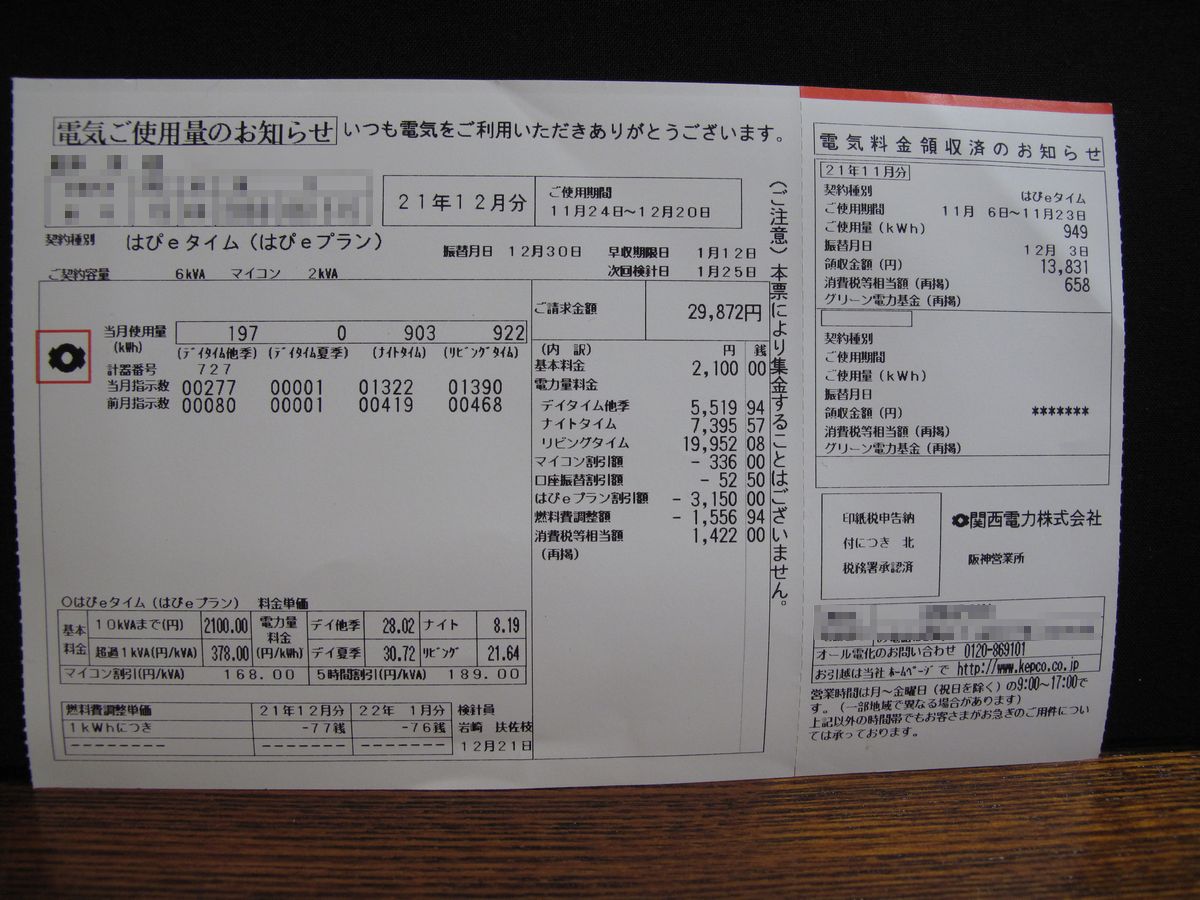 電気ご使用量のお知らせ いつも電気をご利用いただきありがとうございます。
21年12月分
ご使用期間
11月24日～12月20日
契約種別 はぴeタイム(はぴeプラン)
振替月日 12月30日 早収期限日 1月12日
ご契約容量 6kVA マイコン 2kVA
次回検針日 1月25日
当月使用量 197 0 903 922
(kWh) (デイタイム他季) (デイタイム夏季) (ナイトタイム) (リビングタイム)
計器番号 727
当月指示数 00277 00001 01322 01390
前月指示数 00080 00001 00419 00468
ご請求金額 29,872円
(内 訳) 円 銭
基本料金 2,100 00
電力量料金
デイタイム他季 5,519 94
ナイトタイム 7,395 57
リビングタイム 19,952 08
マイコン割引額 - 336 00
口座振替割引額 - 52 50
はぴeプラン割引額 - 3,150 00
燃料費調整額 - 1,556 94
消費税等相当額 1,422 00
(再掲)
(ご注意)本票により集金することはございません。
○はぴeタイム(はぴeプラン) 料金単価
基本料金 10kVAまで(円) 2100.00 電力量料金(円/kWh) デイ他季 28.02 ナイト 8.19
超過1kVA(円/kVA) 378.00 デイ夏季 30.72 リビング 21.64
マイコン割引(円/kVA) 168.00 5時間割引(円/kVA) 189.00
燃料費調整単価 21年12月分 22年 1月分 検針員
1kWhにつき -77銭 -76銭 岩崎 扶佐枝
--------- ------- ------- 12月21日
電気料金領収済のお知らせ
21年11月分
契約種別 はぴeタイム
ご使用期間 11月 6日～11月23日
ご使用量(kWh) 949
振替月日 12月 3日
領収金額(円) 13,831
消費税等相当額(再掲) 658
グリーン電力基金(再掲)
契約種別
ご使用期間
ご使用量(kWh)
振替月日
領収金額(円) *******
消費税等相当額(再掲)
グリーン電力基金(再掲)
印紙税申告納
付につき 北
税務署承認済
関西電力株式会社
阪神営業所
オール電化のお問い合わせ 0120-869101
お引越は当社 ホームページで http://www.kepco.co.jp
営業時間は月～金曜日(祝日を除く)の9:00～17:00で
す。(一部地域で異なる場合があります)
上記以外の時間帯でもお客さまがお急ぎのご用件につい
ては承っております。